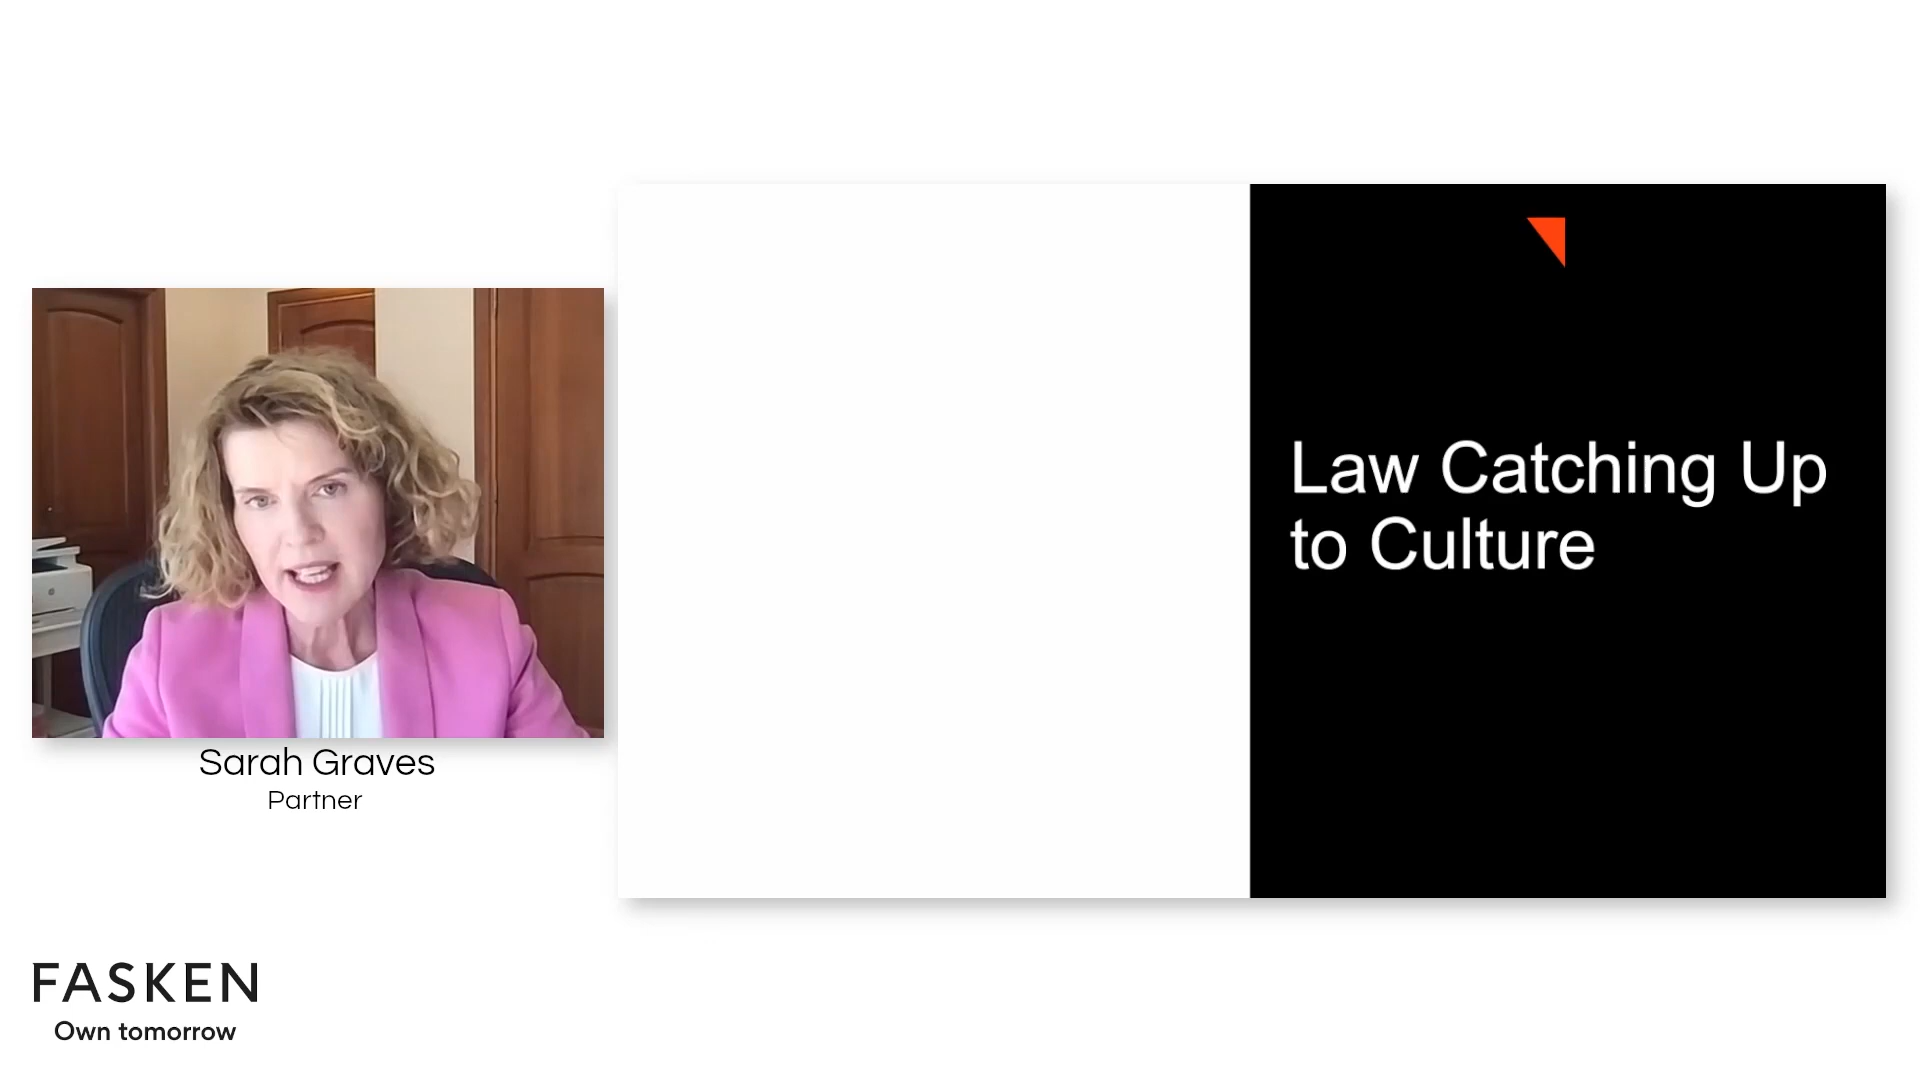 Law Catching Up
to Culture
Sarah Graves
Partner
FASKEN
Own tomorrow